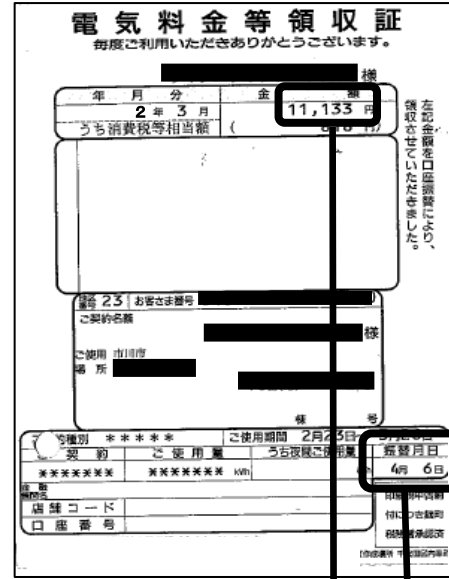 電気料金等領収証
毎度ご利用いただきありがとうございます。
様
年 月 分 金 額
2 年 3 月 11,133 円
うち消費税等相当額 ( 円)
左記金額を口座振替により、
領収させていただきました。
23 お客さま番号
ご契約名義
様
ご使用 市川市
場 所
棟 号
種別 ***** ご使用期間 2月23日~
ご契約 ご使用量 うち夜間ご使用量 振替月日
******* ******* kWh 4月 6日
店舗コード
口座番号